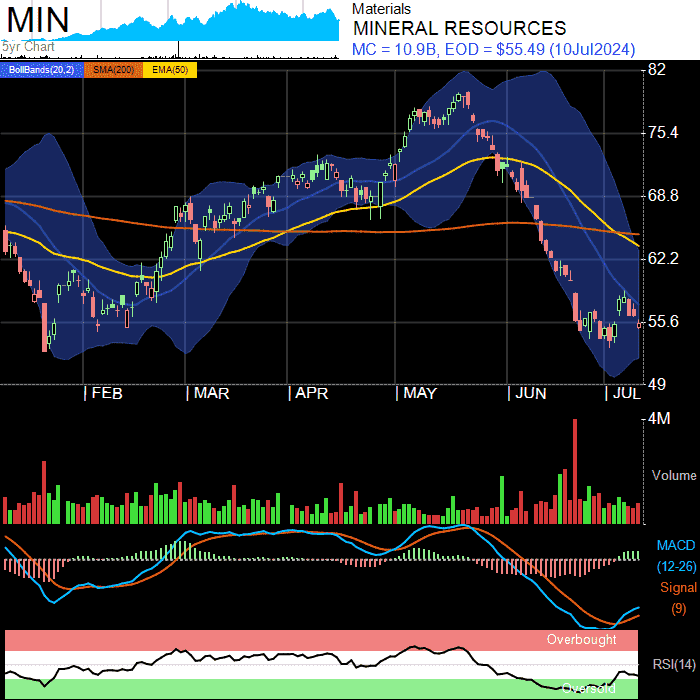 MIN
5yr Chart
Materials
MINERAL RESOURCES
MC = 10.9B, EOD = $55.49 (10Jul2024)
BollBands(20,2) SMA(200) EMA(50)
82
75.4
68.8
62.2
55.6
49
FEB MAR APR MAY JUN JUL
4M
Volume
MACD
(12-26)
Signal
(9)
Overbought
RSI(14)
Oversold